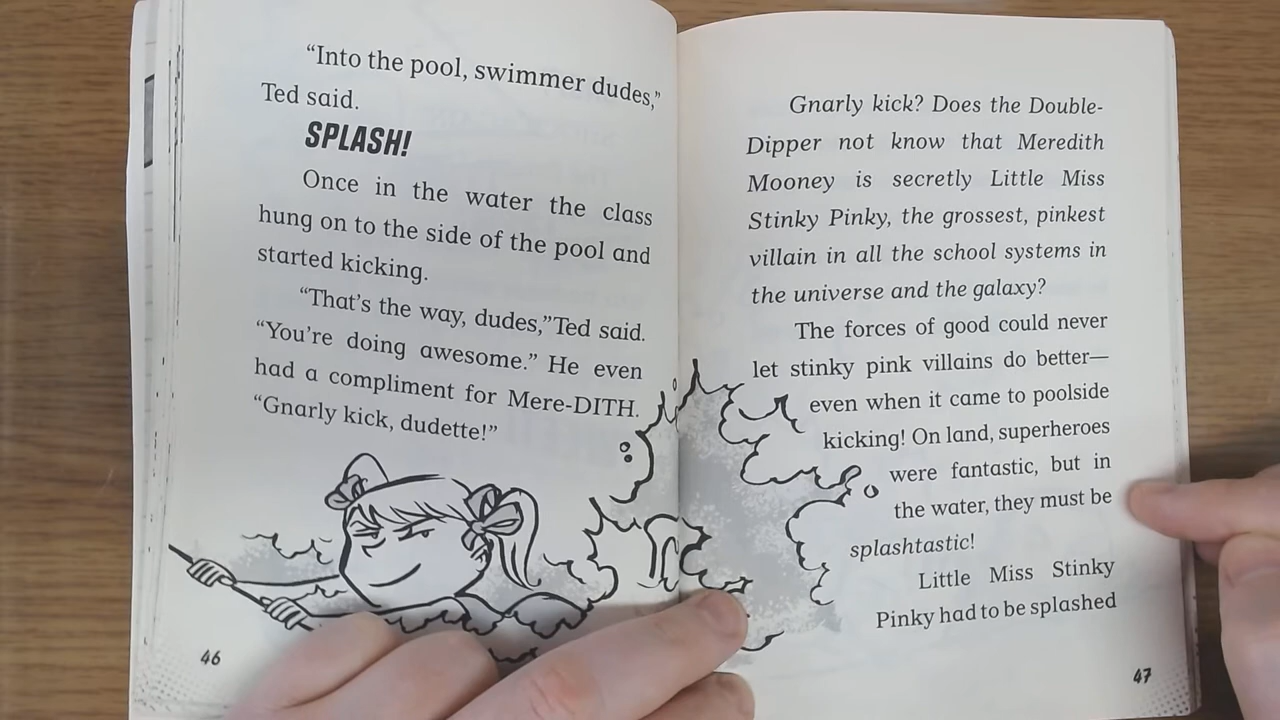 “Into the pool, swimmer dudes,”
Ted said.
SPLASH!
Once in the water the class
hung on to the side of the pool and
started kicking.
“That’s the way, dudes,”Ted said.
“You’re doing awesome.” He even
had a compliment for Mere-DITH.
“Gnarly kick, dudette!”
46
Gnarly kick? Does the Double-
Dipper not know that Meredith
Mooney is secretly Little Miss
Stinky Pinky, the grossest, pinkest
villain in all the school systems in
the universe and the galaxy?
The forces of good could never
let stinky pink villains do better—
even when it came to poolside
kicking! On land, superheroes
were fantastic, but in
the water, they must be
splashtastic!
Little Miss Stinky
Pinky had to be splashed
47